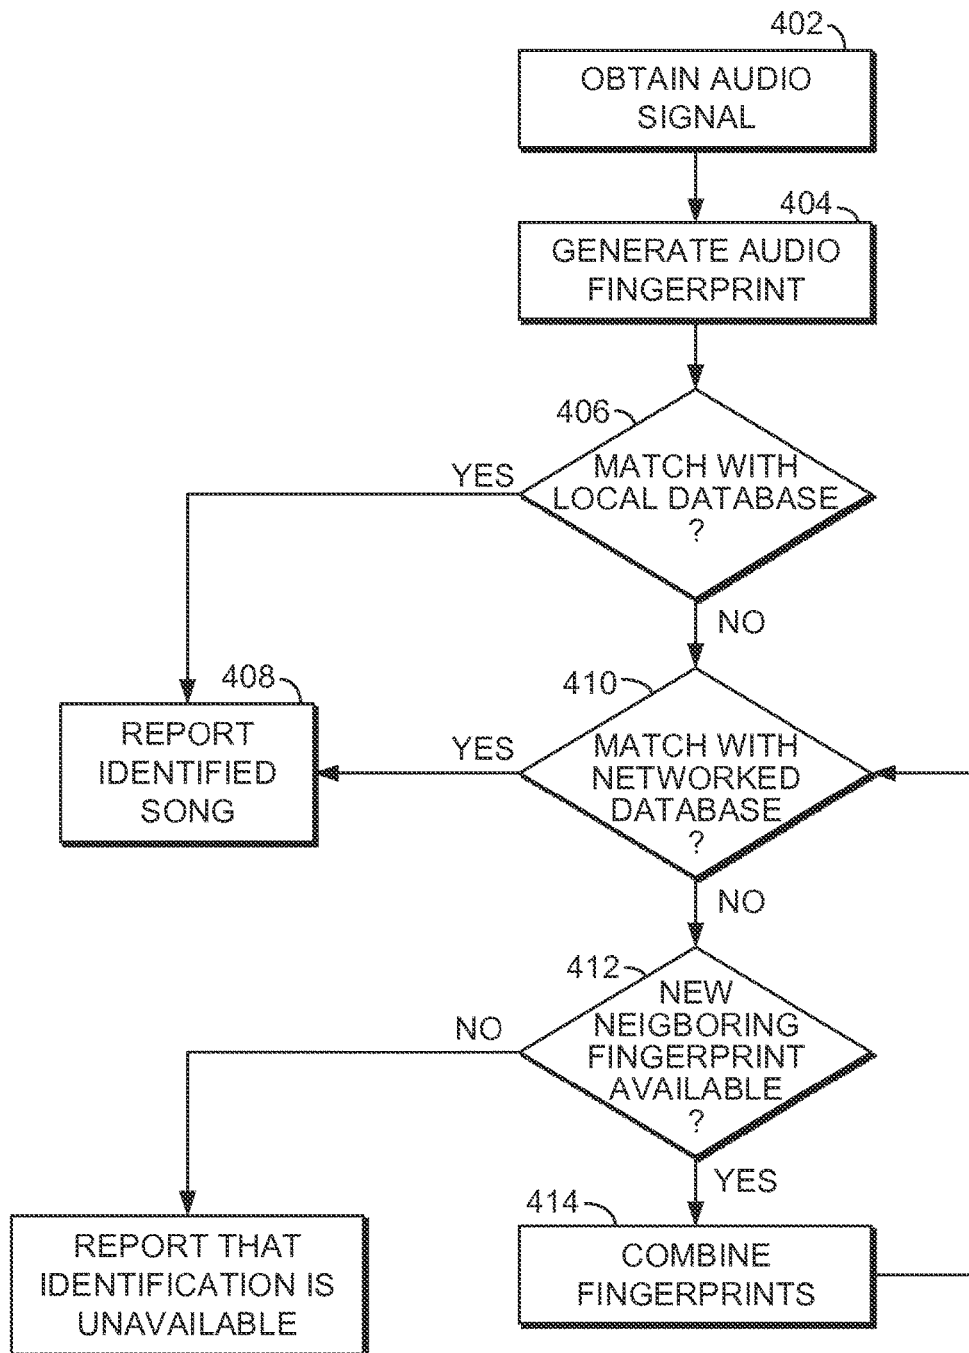 402
OBTAIN AUDIO
SIGNAL
404
GENERATE AUDIO
FINGERPRINT
406
MATCH WITH
LOCAL DATABASE
?
YES
NO
408
REPORT
IDENTIFIED
SONG
410
MATCH WITH
NETWORKED
DATABASE
?
YES
NO
412
NEW
NEIGBORING
FINGERPRINT
AVAILABLE
?
NO
YES
414
COMBINE
FINGERPRINTS
REPORT THAT
IDENTIFICATION IS
UNAVAILABLE